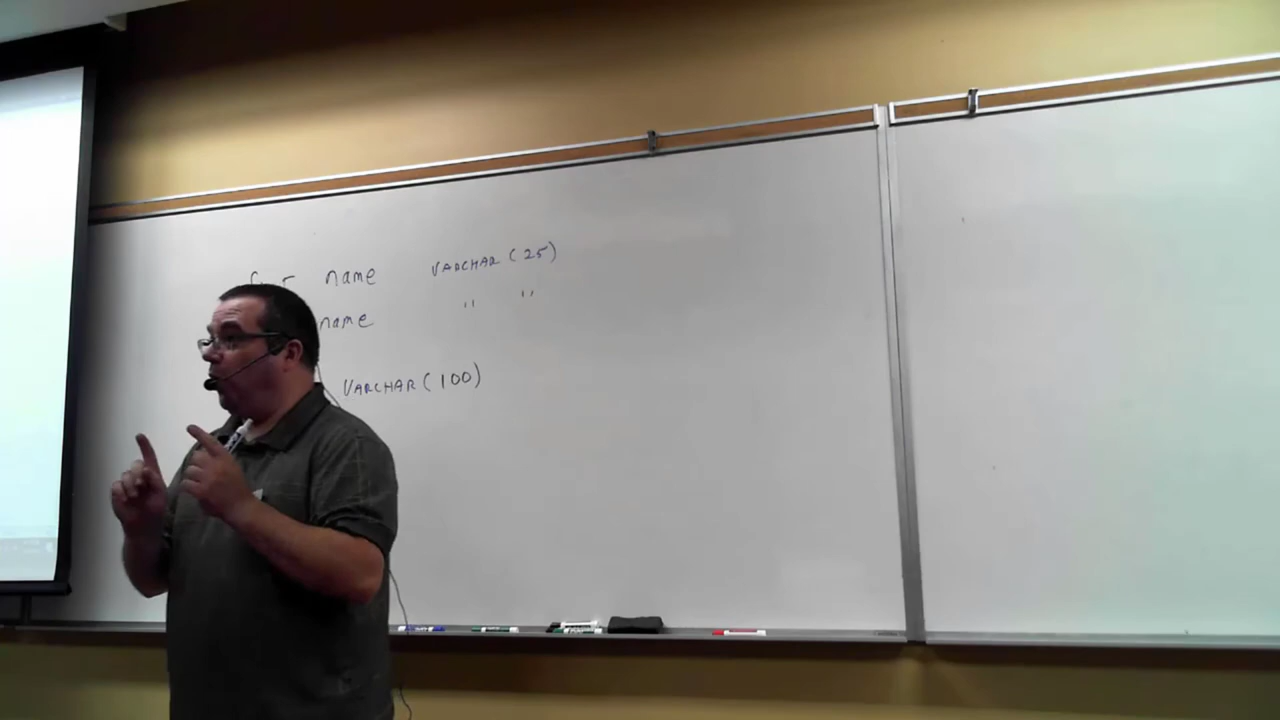 name VARCHAR (25)
name " "
VARCHAR (100)